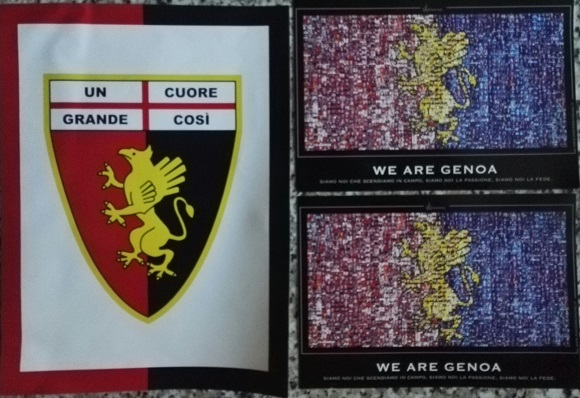 UN CUORE
GRANDE COSÌ
WE ARE GENOA
SIAMO NOI CHE SCENDIAMO IN CAMPO, SIAMO NOI LA PASSIONE, SIAMO NOI LA FEDE.
WE ARE GENOA
SIAMO NOI CHE SCENDIAMO IN CAMPO, SIAMO NOI LA PASSIONE, SIAMO NOI LA FEDE.